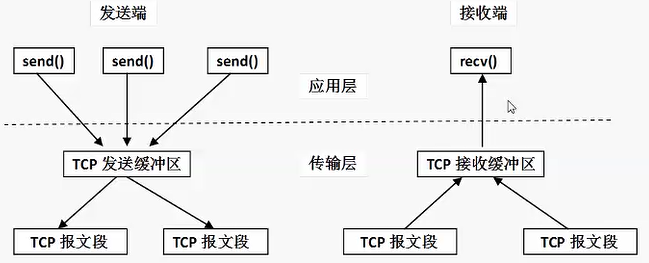 发送端 接收端
send() send() send() recv()
应用层
TCP 发送缓冲区 传输层 TCP 接收缓冲区
TCP 报文段 TCP 报文段 TCP 报文段 TCP 报文段